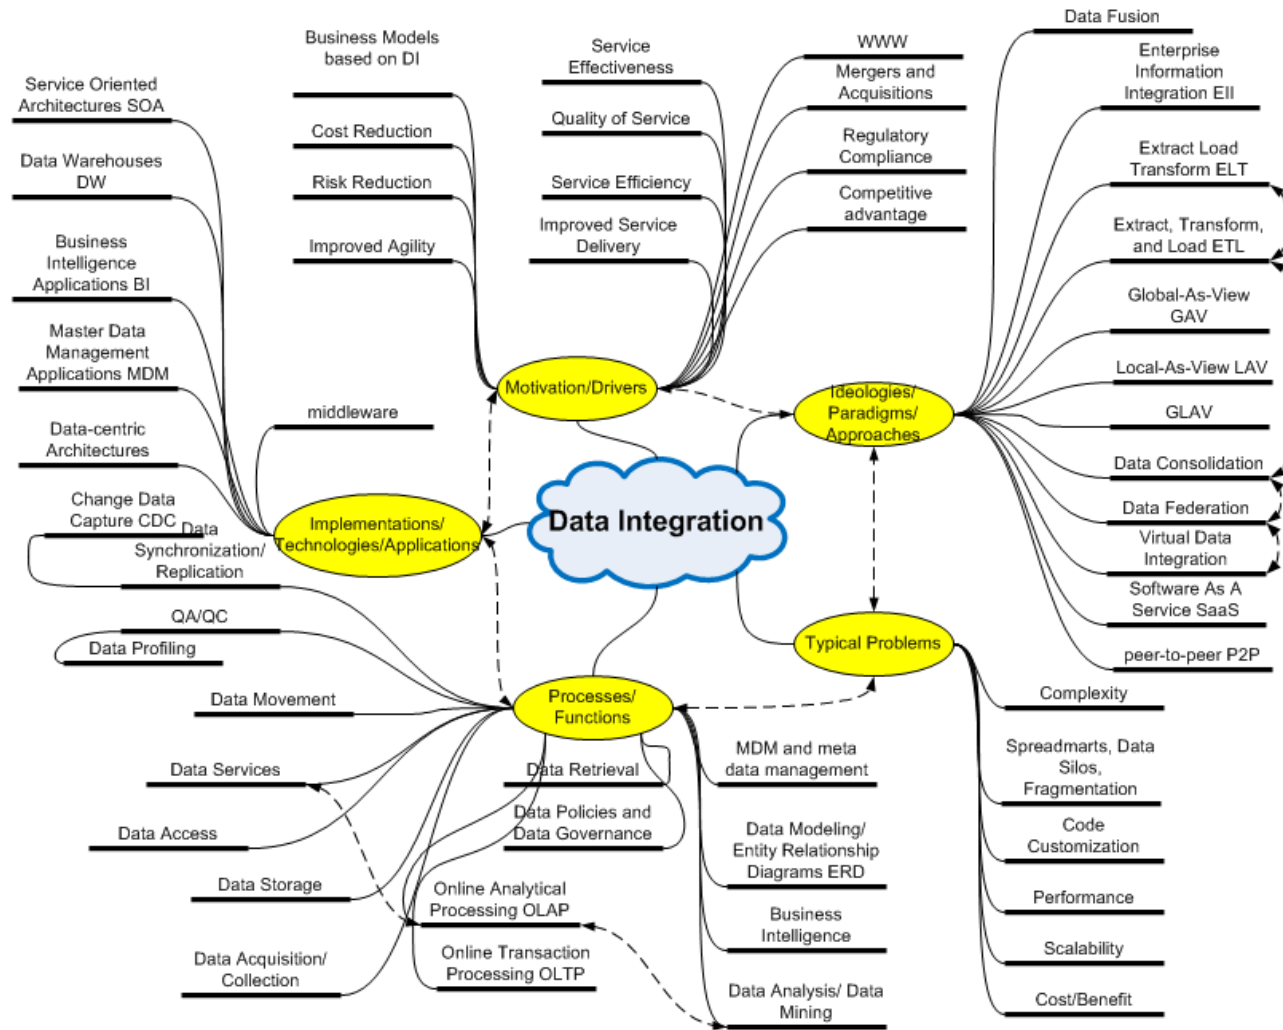 Data Fusion
Business Models
based on DI
Service
Effectiveness
WWW
Enterprise
Information
Integration EII
Mergers and
Acquisitions
Service Oriented
Architectures SOA
Cost Reduction
Quality of Service
Regulatory
Compliance
Extract Load
Transform ELT
Data Warehouses
DW
Risk Reduction
Service Efficiency
Competitive
advantage
Improved Agility
Improved Service
Delivery
Extract, Transform,
and Load ETL
Business
Intelligence
Applications BI
Global-As-View
GAV
Master Data
Management
Applications MDM
Motivation/Drivers
Ideologies/
Paradigms/
Approaches
Local-As-View LAV
middleware
GLAV
Data-centric
Architectures
Data Consolidation
Change Data
Capture CDC
Implementations/
Technologies/Applications
Data Integration
Data Federation
Data
Synchronization/
Replication
Virtual Data
Integration
Software As A
Service SaaS
QA/QC
Data Profiling
Typical Problems
peer-to-peer P2P
Data Movement
Processes/
Functions
Complexity
Data Services
Data Retrieval
MDM and meta
data management
Spreadmarts, Data
Silos,
Fragmentation
Data Access
Data Policies and
Data Governance
Data Modeling/
Entity Relationship
Diagrams ERD
Code
Customization
Data Storage
Online Analytical
Processing OLAP
Business
Intelligence
Performance
Data Acquisition/
Collection
Online Transaction
Processing OLTP
Data Analysis/ Data
Mining
Scalability
Cost/Benefit